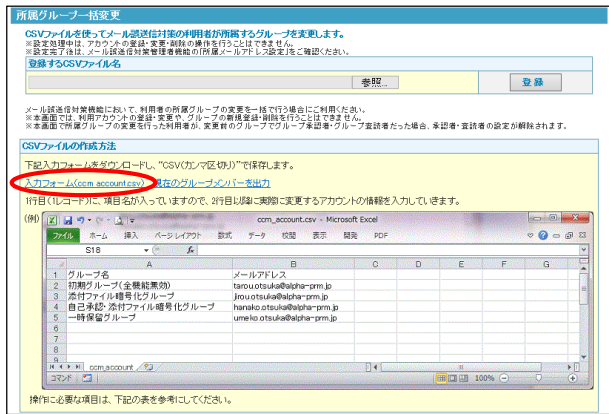 所属グループ一括変更
CSVファイルを使ってメール誤送信対策の利用者が所属するグループを変更します。
※設定処理中は、アカウントの登録・変更・削除の操作を行うことはできません。
※設定完了後は、メール誤送信対策管理者機能の「所属メールアドレス設定」をご確認ください。
登録するCSVファイル名
参照...
登録
メール誤送信対策機能において、利用者の所属グループの変更を一括で行う場合にご利用ください。
※本画面では、利用アカウントの登録・変更や、グループの新規登録・削除を行うことはできません。
※本画面で所属グループの変更を行った利用者が、変更前のグループでグループ承認者・グループ査読者だった場合、承認者・査読者の設定が解除されます。
CSVファイルの作成方法
下記入力フォームをダウンロードし、"CSV(カンマ区切り)"で保存します。
入力フォーム(ccm_account.csv) 現在のグループメンバーを出力
1行目(1レコード)に、項目名が入っていますので、2行目以降に実際に変更するアカウントの情報を入力していきます。
(例)
ccm_account.csv - Microsoft Excel
ファイル ホーム 挿入 ページレイアウト 数式 データ 校閲 表示 開発 PDF
S18 fx
A B C D E F G
1 グループ名 メールアドレス
2 初期グループ(全機能無効) tarou.otsuka@alpha-prm.jp
3 添付ファイル暗号化グループ jirou.otsuka@alpha-prm.jp
4 自己承認・添付ファイル暗号化グループ hanako.otsuka@alpha-prm.jp
5 一時保留グループ umeko.otsuka@alpha-prm.jp
6
7
8
9
ccm_account
コマンド 100%
操作に必要な項目は、下記の表を参考にしてください。